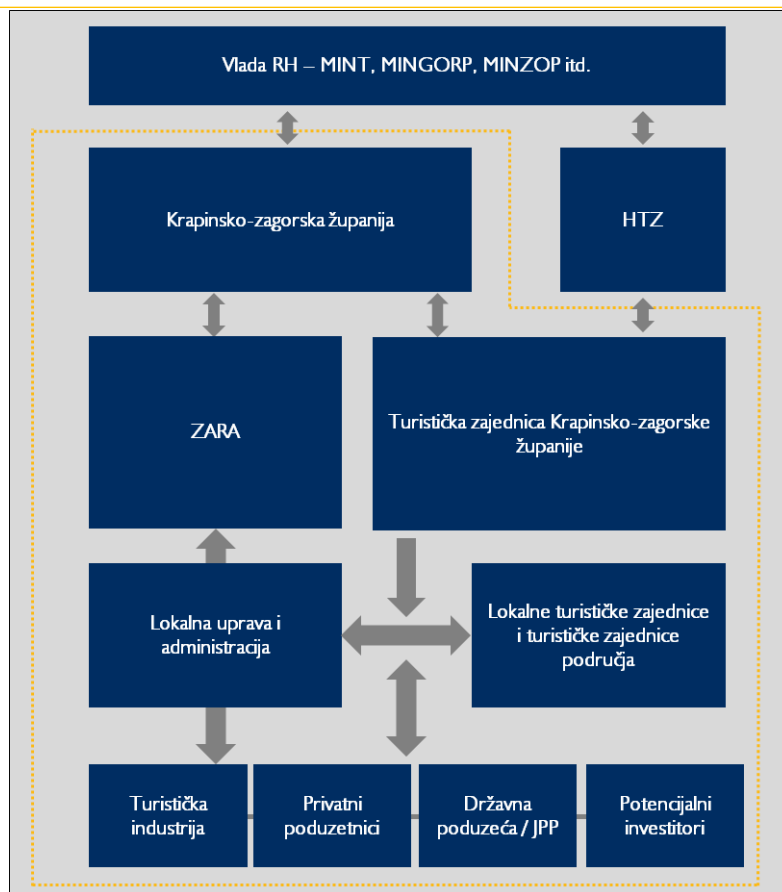 Vlada RH – MINT, MINGORP, MINZOP itd.
Krapinsko-zagorska županija
HTZ
ZARA
Turistička zajednica Krapinsko-zagorske
županije
Lokalna uprava i
administracija
Lokalne turističke zajednice
i turističke zajednice
područja
Turistička
industrija
Privatni
poduzetnici
Državna
poduzeća / JPP
Potencijalni
investitori